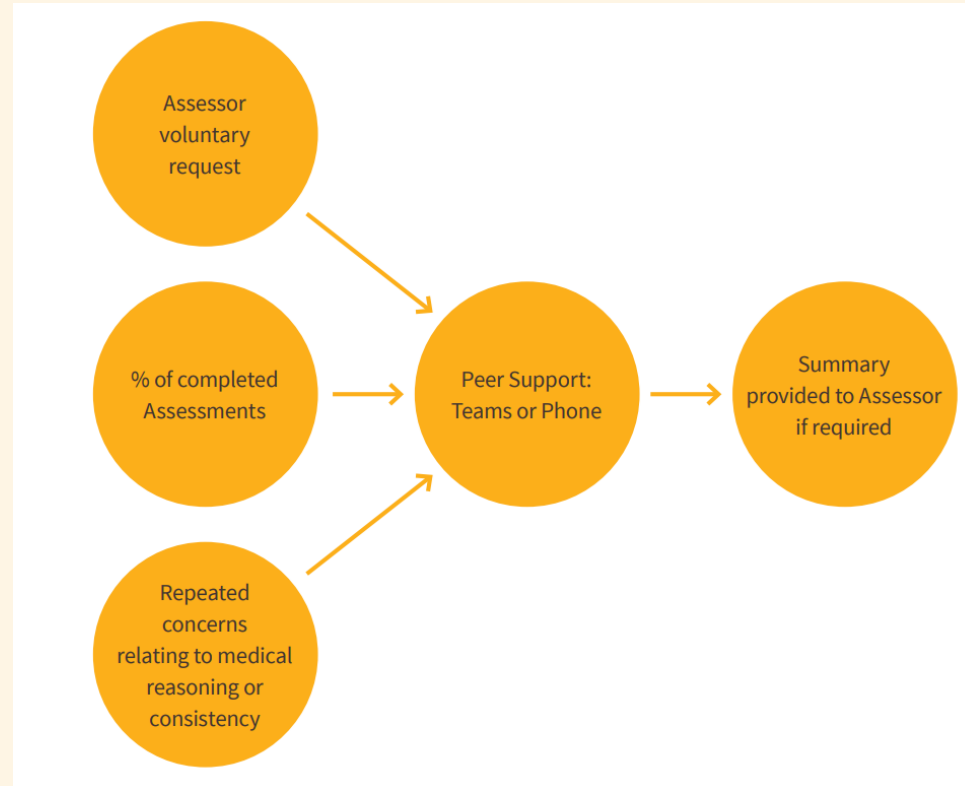 Assessor
voluntary
request
% of completed
Assessments
Repeated
concerns
relating to medical
reasoning or
consistency
Peer Support:
Teams or Phone
Summary
provided to Assessor
if required